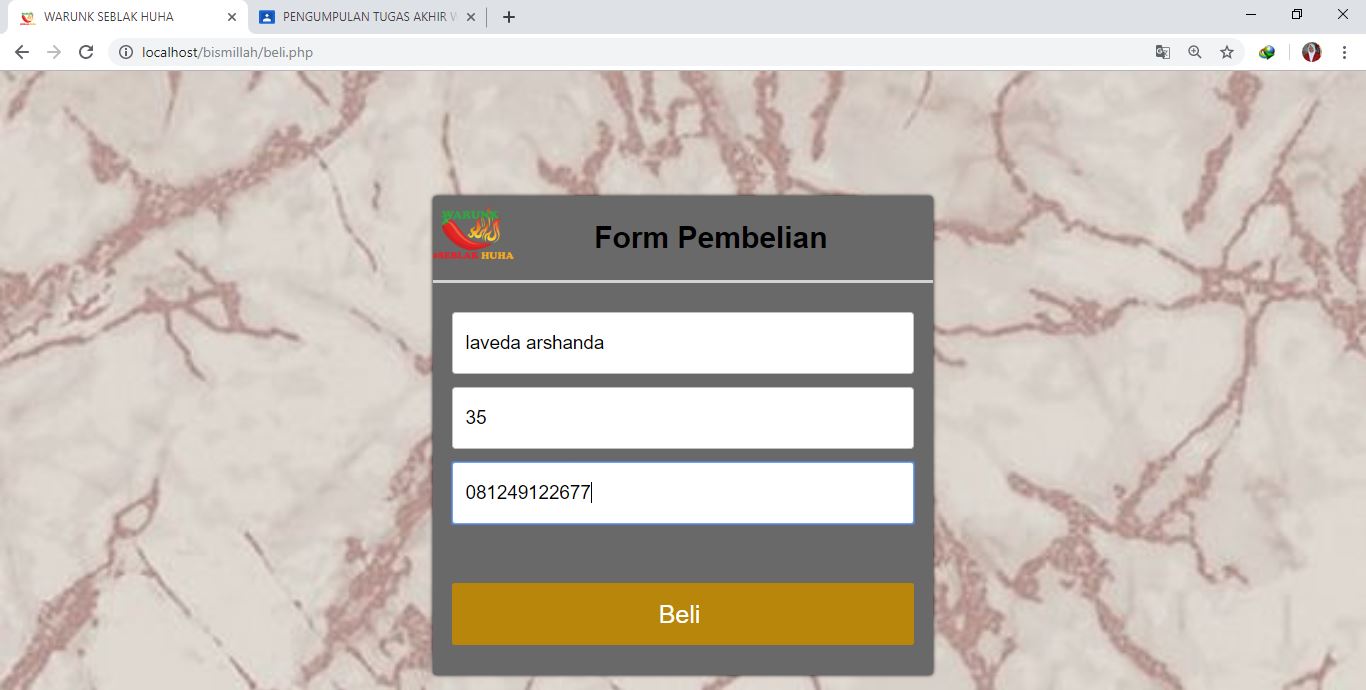 WARUNK SEBLAK HUHA
PENGUMPULAN TUGAS AKHIR
localhost/bismillah/beli.php
WARUNK
SEBLAK HUHA
Form Pembelian
laveda arshanda
35
081249122677
Beli